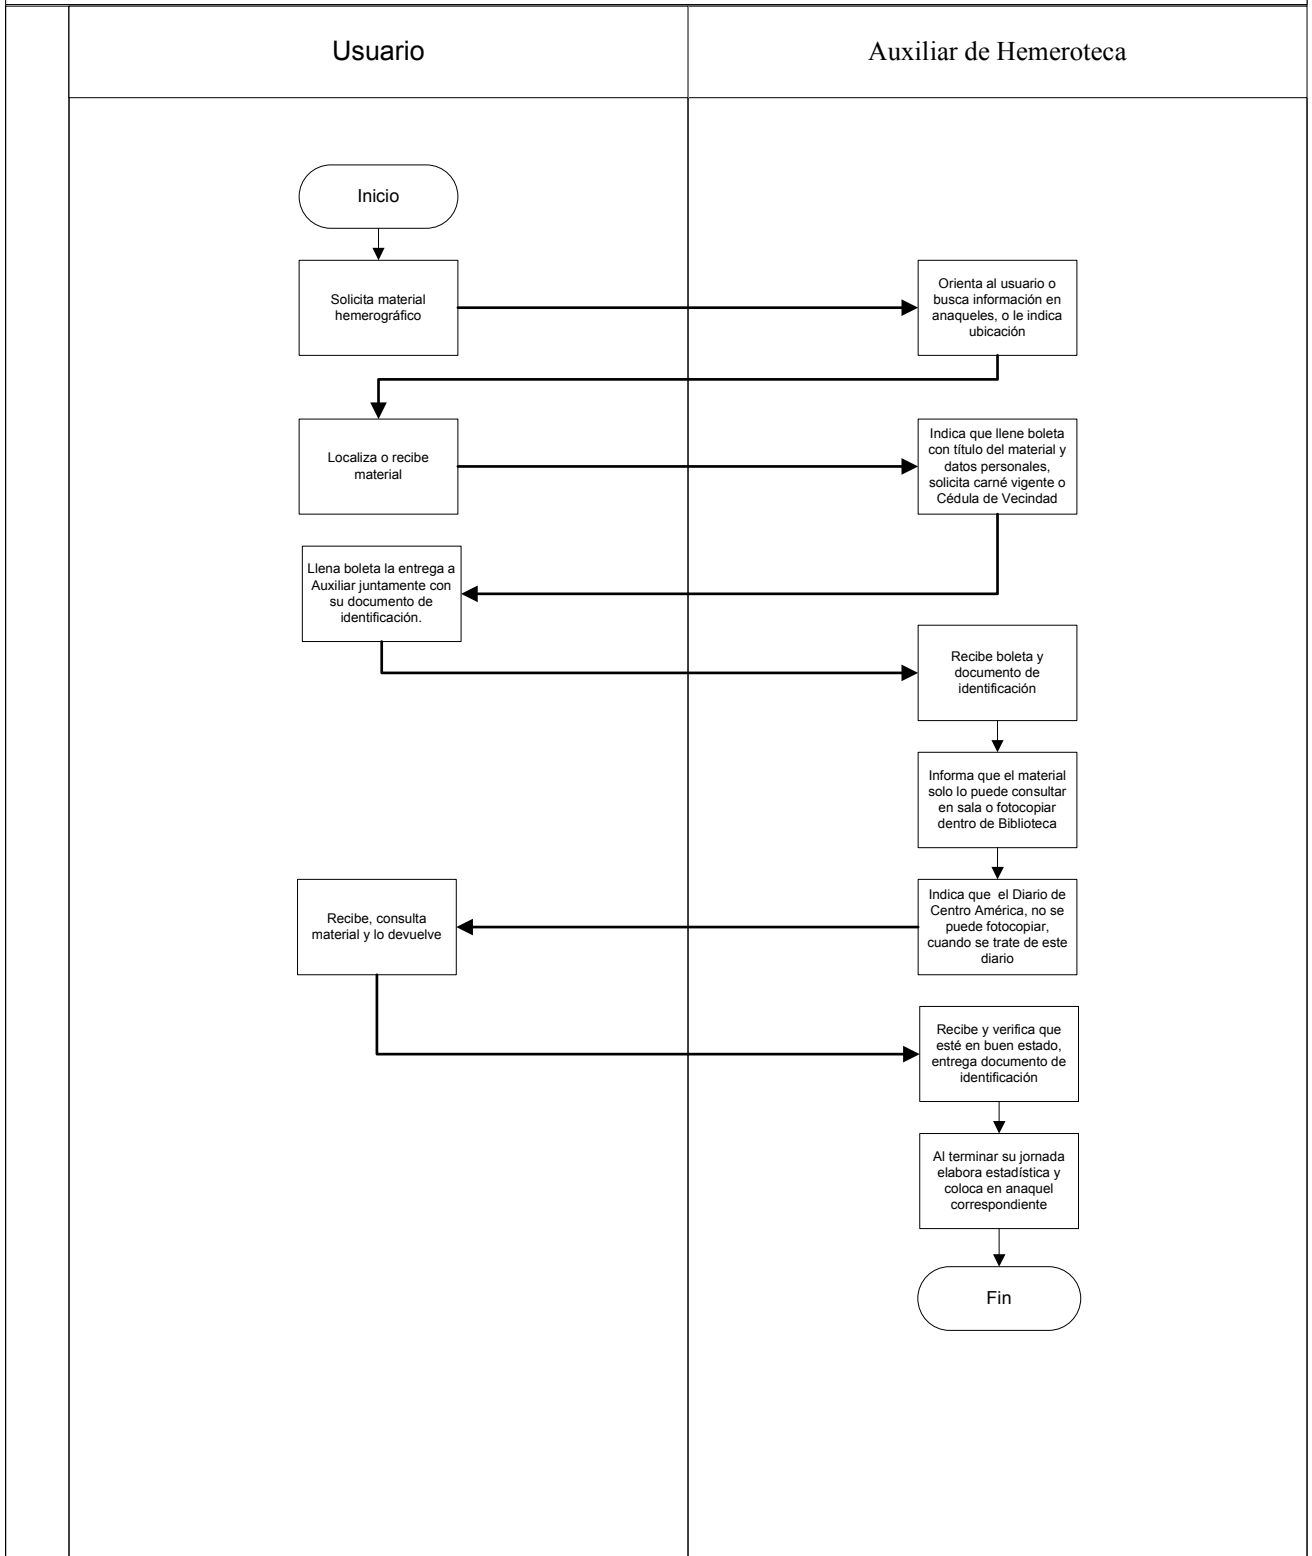 Usuario
Auxiliar de Hemeroteca
Inicio
Solicita material
hemerográfico
Orienta al usuario o
busca información en
anaqueles, o le indica
ubicación
Localiza o recibe
material
Indica que llene boleta
con título del material y
datos personales,
solicita carné vigente o
Cédula de Vecindad
Llena boleta la entrega a
Auxiliar juntamente con
su documento de
identificación.
Recibe boleta y
documento de
identificación
Informa que el material
solo lo puede consultar
en sala o fotocopiar
dentro de Biblioteca
Indica que el Diario de
Centro América, no se
puede fotocopiar,
cuando se trate de este
diario
Recibe, consulta
material y lo devuelve
Recibe y verifica que
esté en buen estado,
entrega documento de
identificación
Al terminar su jornada
elabora estadística y
coloca en anaquel
correspondiente
Fin